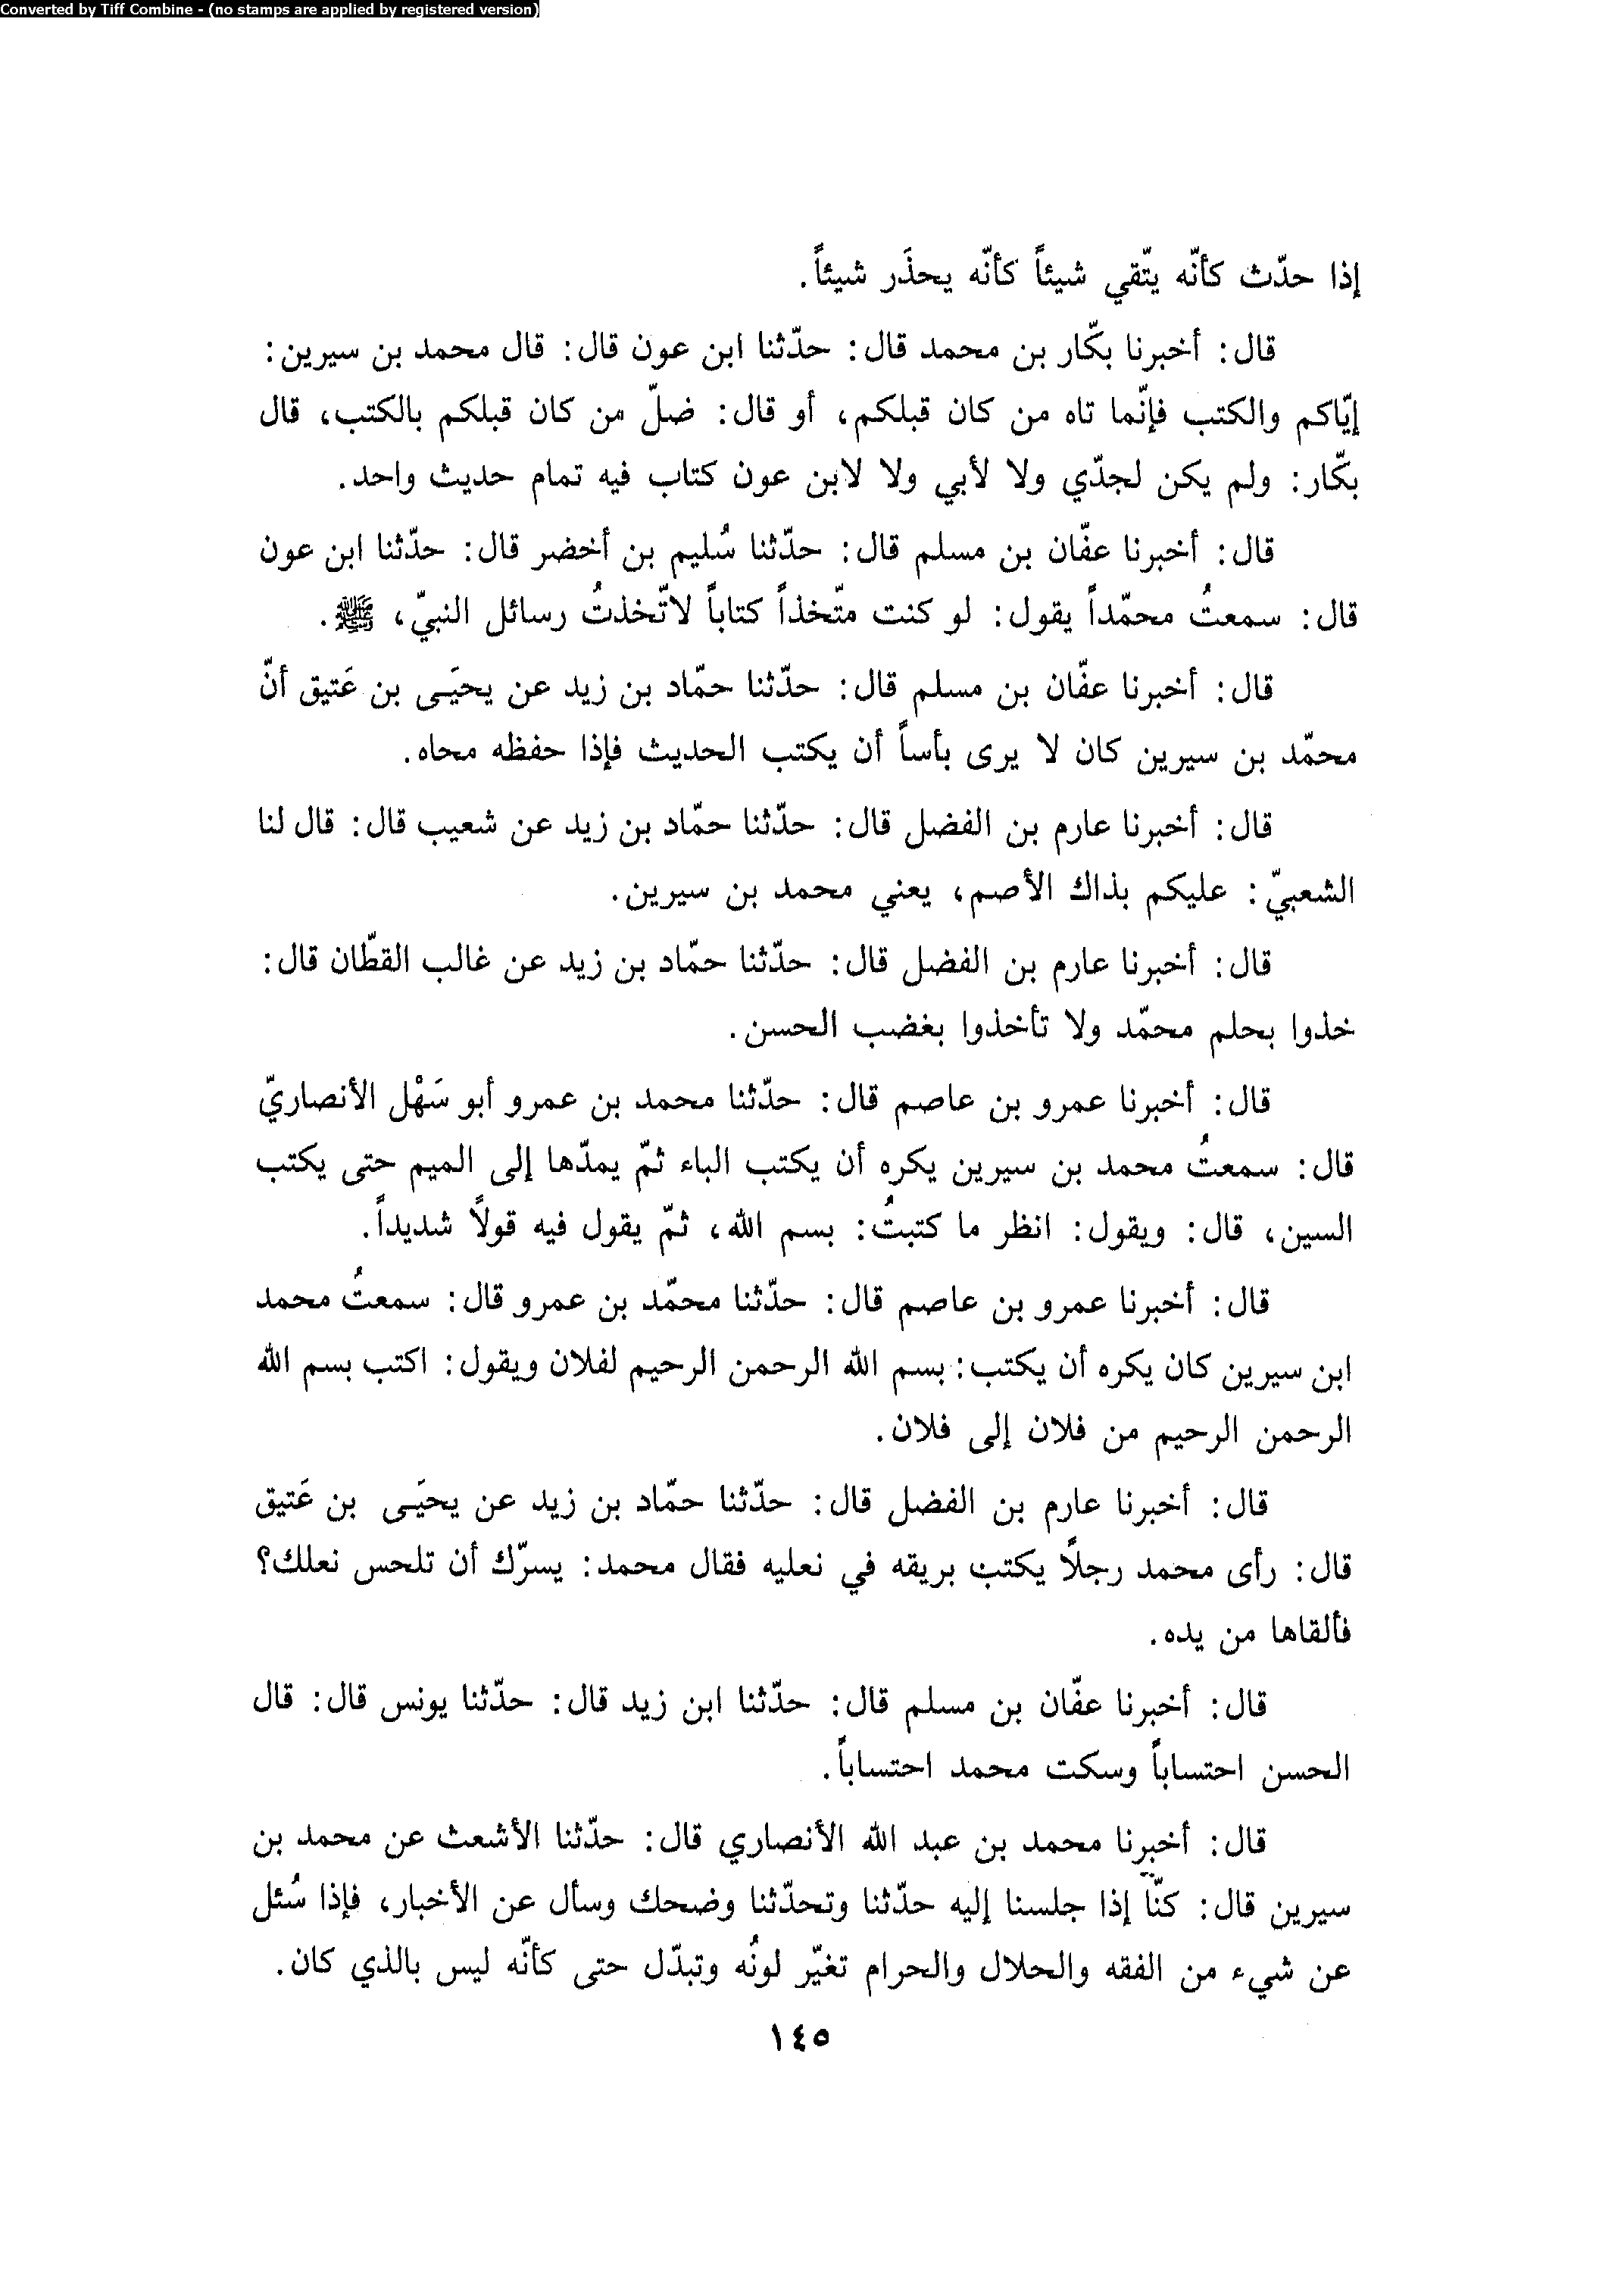 Converted by Tiff Combine - (no stamps are applied by registered version)
إذا حدّث كأنّه يتّقي شيئاً كأنّه يحذَر شيئاً.
قال: أخبرنا بكّار بن محمد قال: حدّثنا ابن عون قال: قال محمد بن سيرين:
إيّاكم والكتب فإنّما تاه من كان قبلكم، أو قال: ضلّ من كان قبلكم بالكتب، قال
بكّار: ولم يكن لجدّي ولا لأبي ولا لابن عون كتاب فيه تمام حديث واحد.
قال: أخبرنا عفّان بن مسلم قال: حدّثنا سُليم بن أخضر قال: حدّثنا ابن عون
قال: سمعتُ محمّداً يقول: لو كنت متّخذاً كتاباً لاتّخذتُ رسائل النبيّ، ﷺ.
قال: أخبرنا عفّان بن مسلم قال: حدّثنا حمّاد بن زيد عن يحيَى بن عَتيق أنّ
محمّد بن سيرين كان لا يرى بأساً أن يكتب الحديث فإذا حفظه محاه.
قال: أخبرنا عارم بن الفضل قال: حدّثنا حمّاد بن زيد عن شعيب قال: قال لنا
الشعبيّ: عليكم بذاك الأصم، يعني محمد بن سيرين.
قال: أخبرنا عارم بن الفضل قال: حدّثنا حمّاد بن زيد عن غالب القطّان قال:
خذوا بحلم محمّد ولا تأخذوا بغضب الحسن.
قال: أخبرنا عمرو بن عاصم قال: حدّثنا محمد بن عمرو أبو سَهْل الأنصاريّ
قال: سمعتُ محمد بن سيرين يكره أن يكتب الباء ثمّ يمدّها إلى الميم حتى يكتب
السين، قال: ويقول: انظر ما كتبتُ: بسم الله، ثمّ يقول فيه قولاً شديداً.
قال: أخبرنا عمرو بن عاصم قال: حدّثنا محمّد بن عمرو قال: سمعتُ محمد
ابن سيرين كان يكره أن يكتب: بسم الله الرحمن الرحيم لفلان ويقول: اكتب بسم الله
الرحمن الرحيم من فلان إلى فلان.
قال: أخبرنا عارم بن الفضل قال: حدّثنا حمّاد بن زيد عن يحيَى بن عَتيق
قال: رأى محمد رجلاً يكتب بريقه في نعليه فقال محمد: يسرّك أن تلحس نعلك؟
فألقاها من يده.
قال: أخبرنا عفّان بن مسلم قال: حدّثنا ابن زيد قال: حدّثنا يونس قال: قال
الحسن احتساباً وسكت محمد احتساباً.
قال: أخبرنا محمد بن عبد الله الأنصاري قال: حدّثنا الأشعث عن محمد بن
سيرين قال: كنّا إذا جلسنا إليه حدّثنا وتحدّثنا وضحك وسأل عن الأخبار، فإذا سُئل
عن شيء من الفقه والحلال والحرام تغيّر لونُه وتبدّل حتى كأنّه ليس بالذي كان.
١٤٥